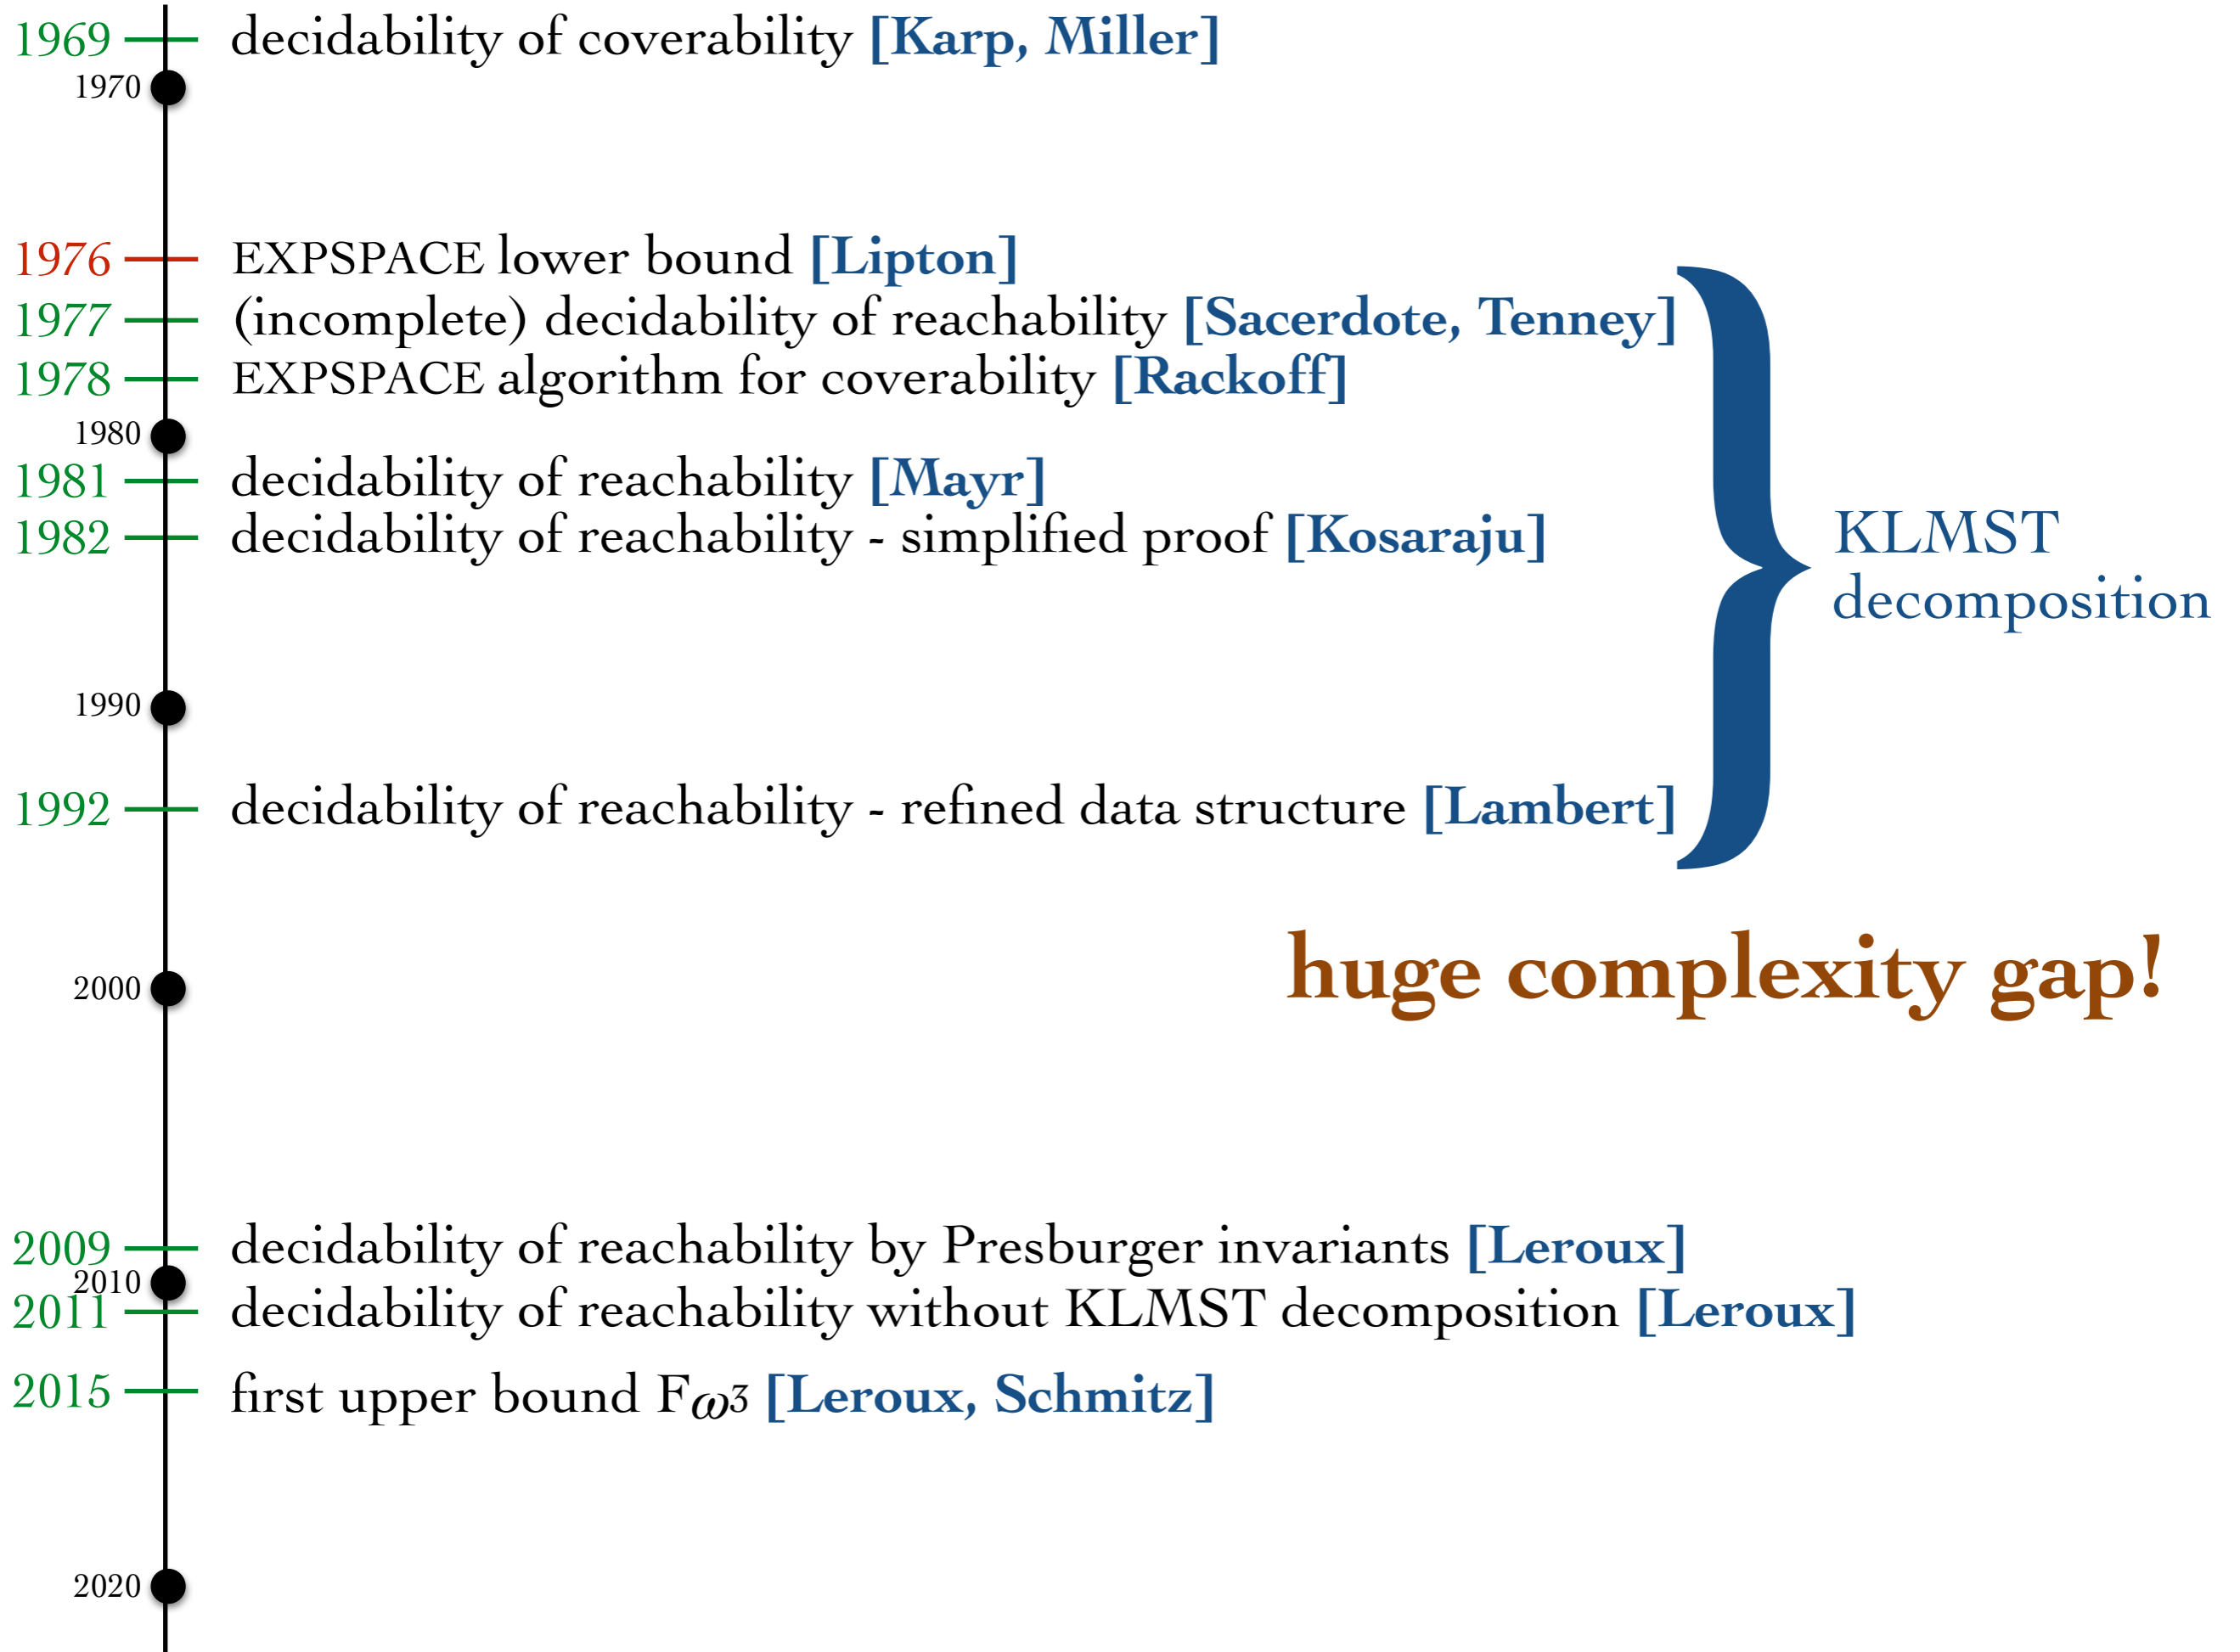 1969 decidability of coverability [Karp, Miller]
1970
1976 EXPSPACE lower bound [Lipton]
1977 (incomplete) decidability of reachability [Sacerdote, Tenney]
1978 EXPSPACE algorithm for coverability [Rackoff]
1980
1981 decidability of reachability [Mayr]
1982 decidability of reachability - simplified proof [Kosaraju]
KLMST
decomposition
1990
1992 decidability of reachability - refined data structure [Lambert]
huge complexity gap!
2000
2009 decidability of reachability by Presburger invariants [Leroux]
2010
2011 decidability of reachability without KLMST decomposition [Leroux]
2015 first upper bound Fω3 [Leroux, Schmitz]
2020